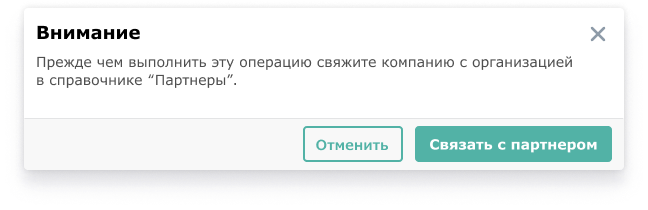 Внимание
Прежде чем выполнить эту операцию свяжите компанию с организацией
в справочнике “Партнеры”.
Отменить
Связать с партнером